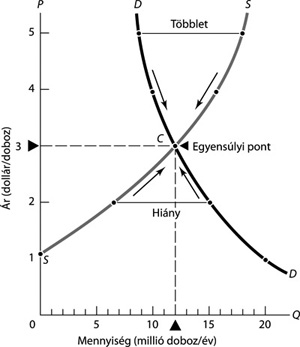 P
D
S
Többlet
5
4
C
3
Egyensúlyi pont
2
Hiány
1
S
D
Ár (dollár/doboz)
0
5
10
15
20
Q
Mennyiség (millió doboz/év)